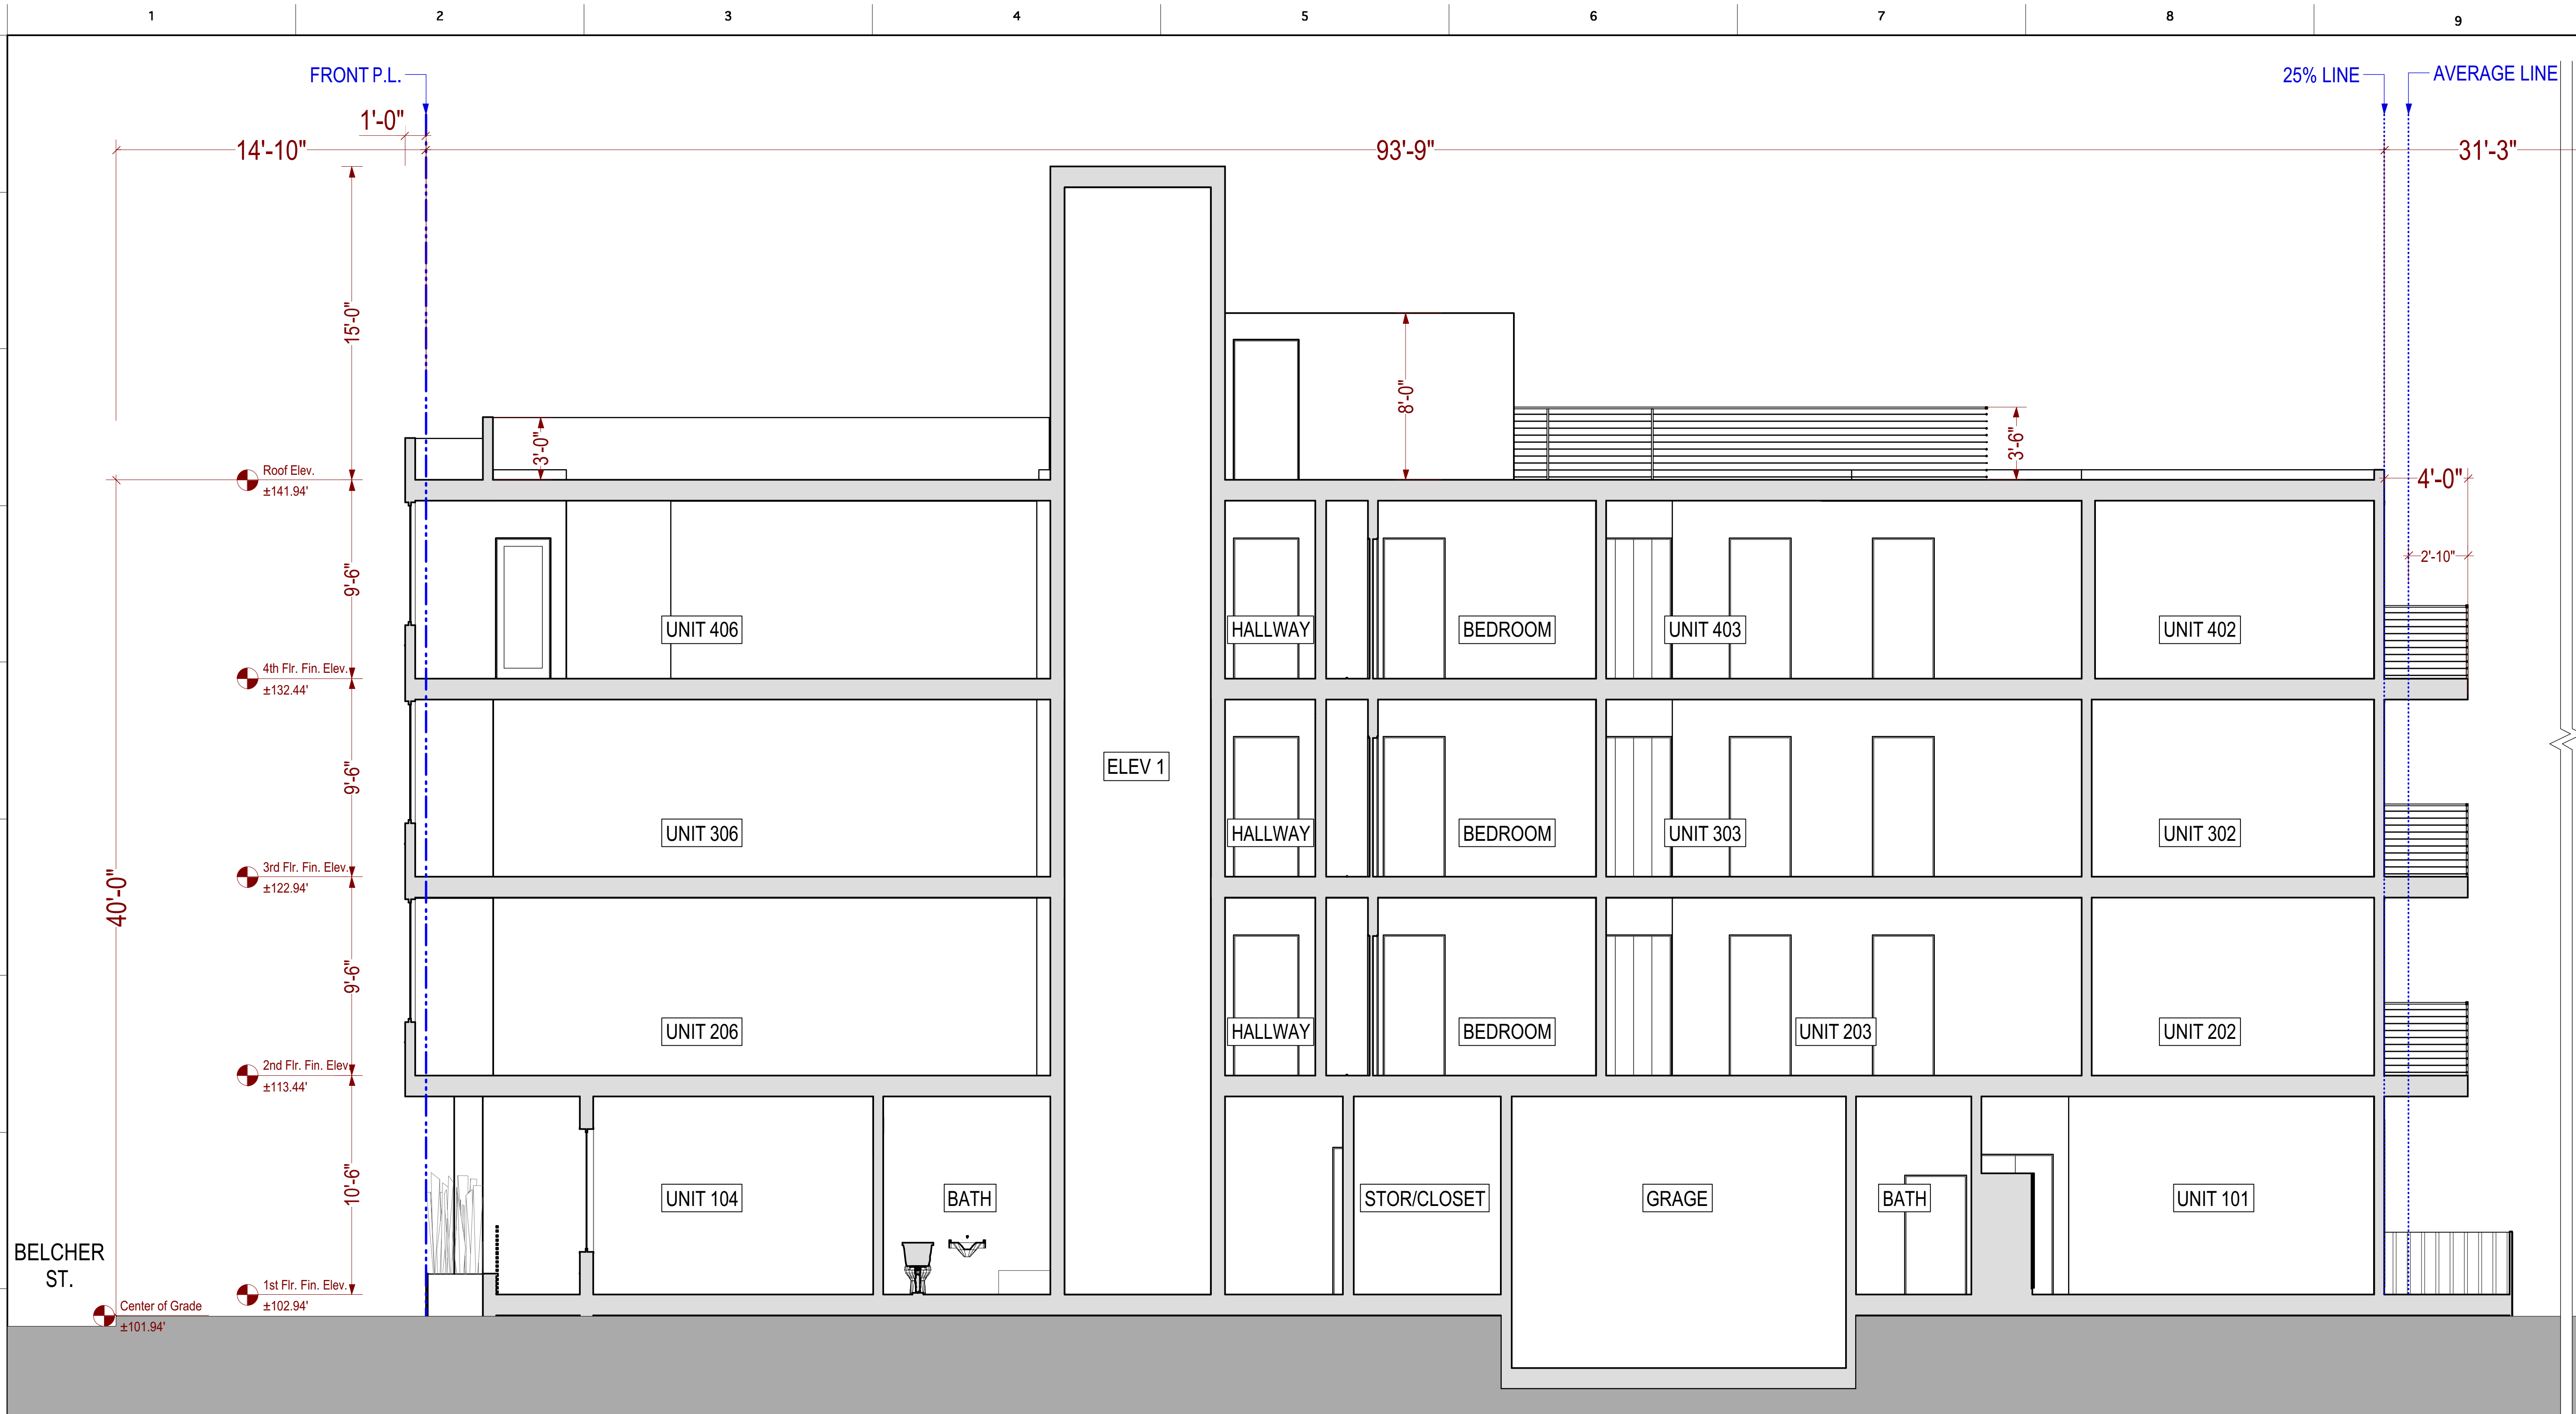 1 2 3 4 5 6 7 8 9
FRONT P.L.
25% LINE
AVERAGE LINE
1'-0"
14'-10"
93'-9"
31'-3"
15'-0"
8'-0"
3'-0"
3'-6"
Roof Elev.
±141.94'
4'-0"
2'-10"
9'-6"
UNIT 406
HALLWAY
BEDROOM
UNIT 403
UNIT 402
4th Flr. Fin. Elev.
±132.44'
9'-6"
ELEV 1
UNIT 306
HALLWAY
BEDROOM
UNIT 303
UNIT 302
3rd Flr. Fin. Elev.
±122.94'
40'-0"
9'-6"
UNIT 206
HALLWAY
BEDROOM
UNIT 203
UNIT 202
2nd Flr. Fin. Elev.
±113.44'
10'-6"
UNIT 104
BATH
STOR/CLOSET
GRAGE
BATH
UNIT 101
BELCHER
ST.
1st Flr. Fin. Elev.
±102.94'
Center of Grade
±101.94'